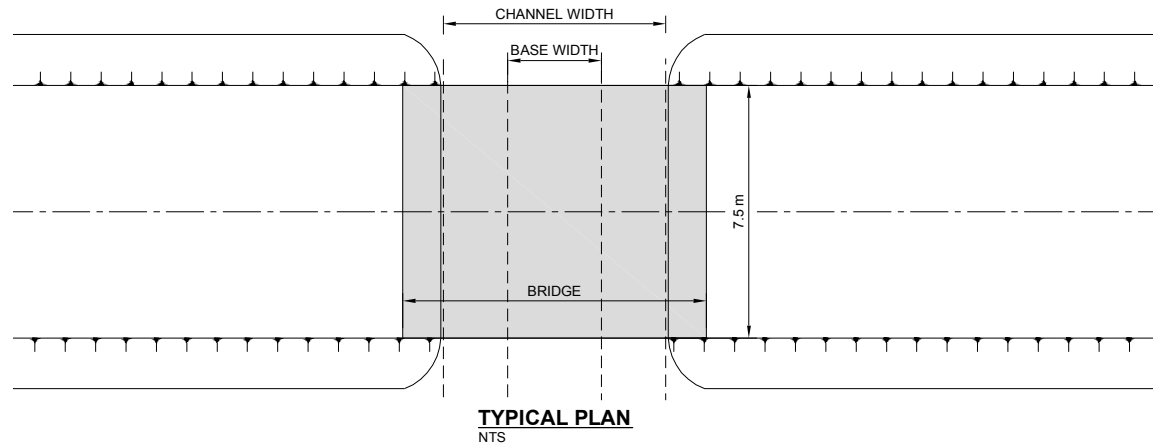 CHANNEL WIDTH
BASE WIDTH
7.5 m
BRIDGE
TYPICAL PLAN
NTS